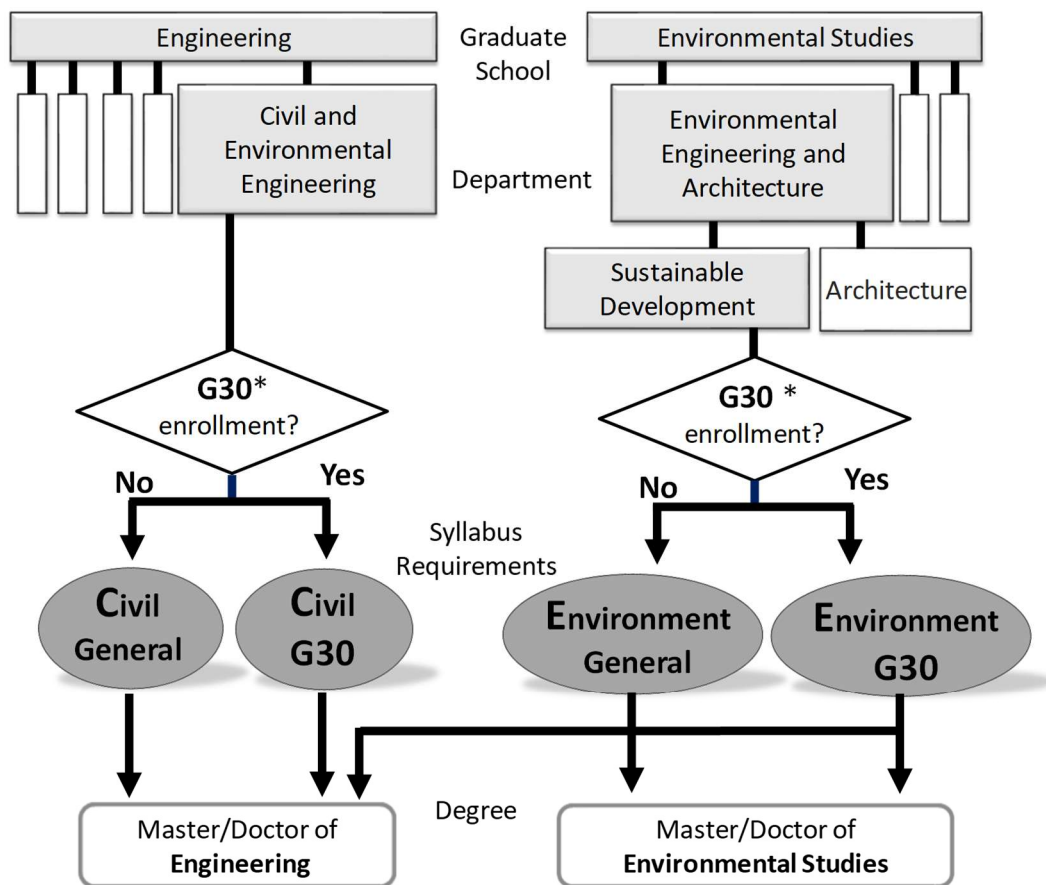 Engineering
Graduate
School
Environmental Studies
Civil and
Environmental
Engineering
Department
Environmental
Engineering and
Architecture
Sustainable
Development
Architecture
G30*
enrollment?
G30 *
enrollment?
No
Yes
No
Yes
Syllabus
Requirements
Civil
General
Civil
G30
Environment
General
Environment
G30
Degree
Master/Doctor of
Engineering
Master/Doctor of
Environmental Studies